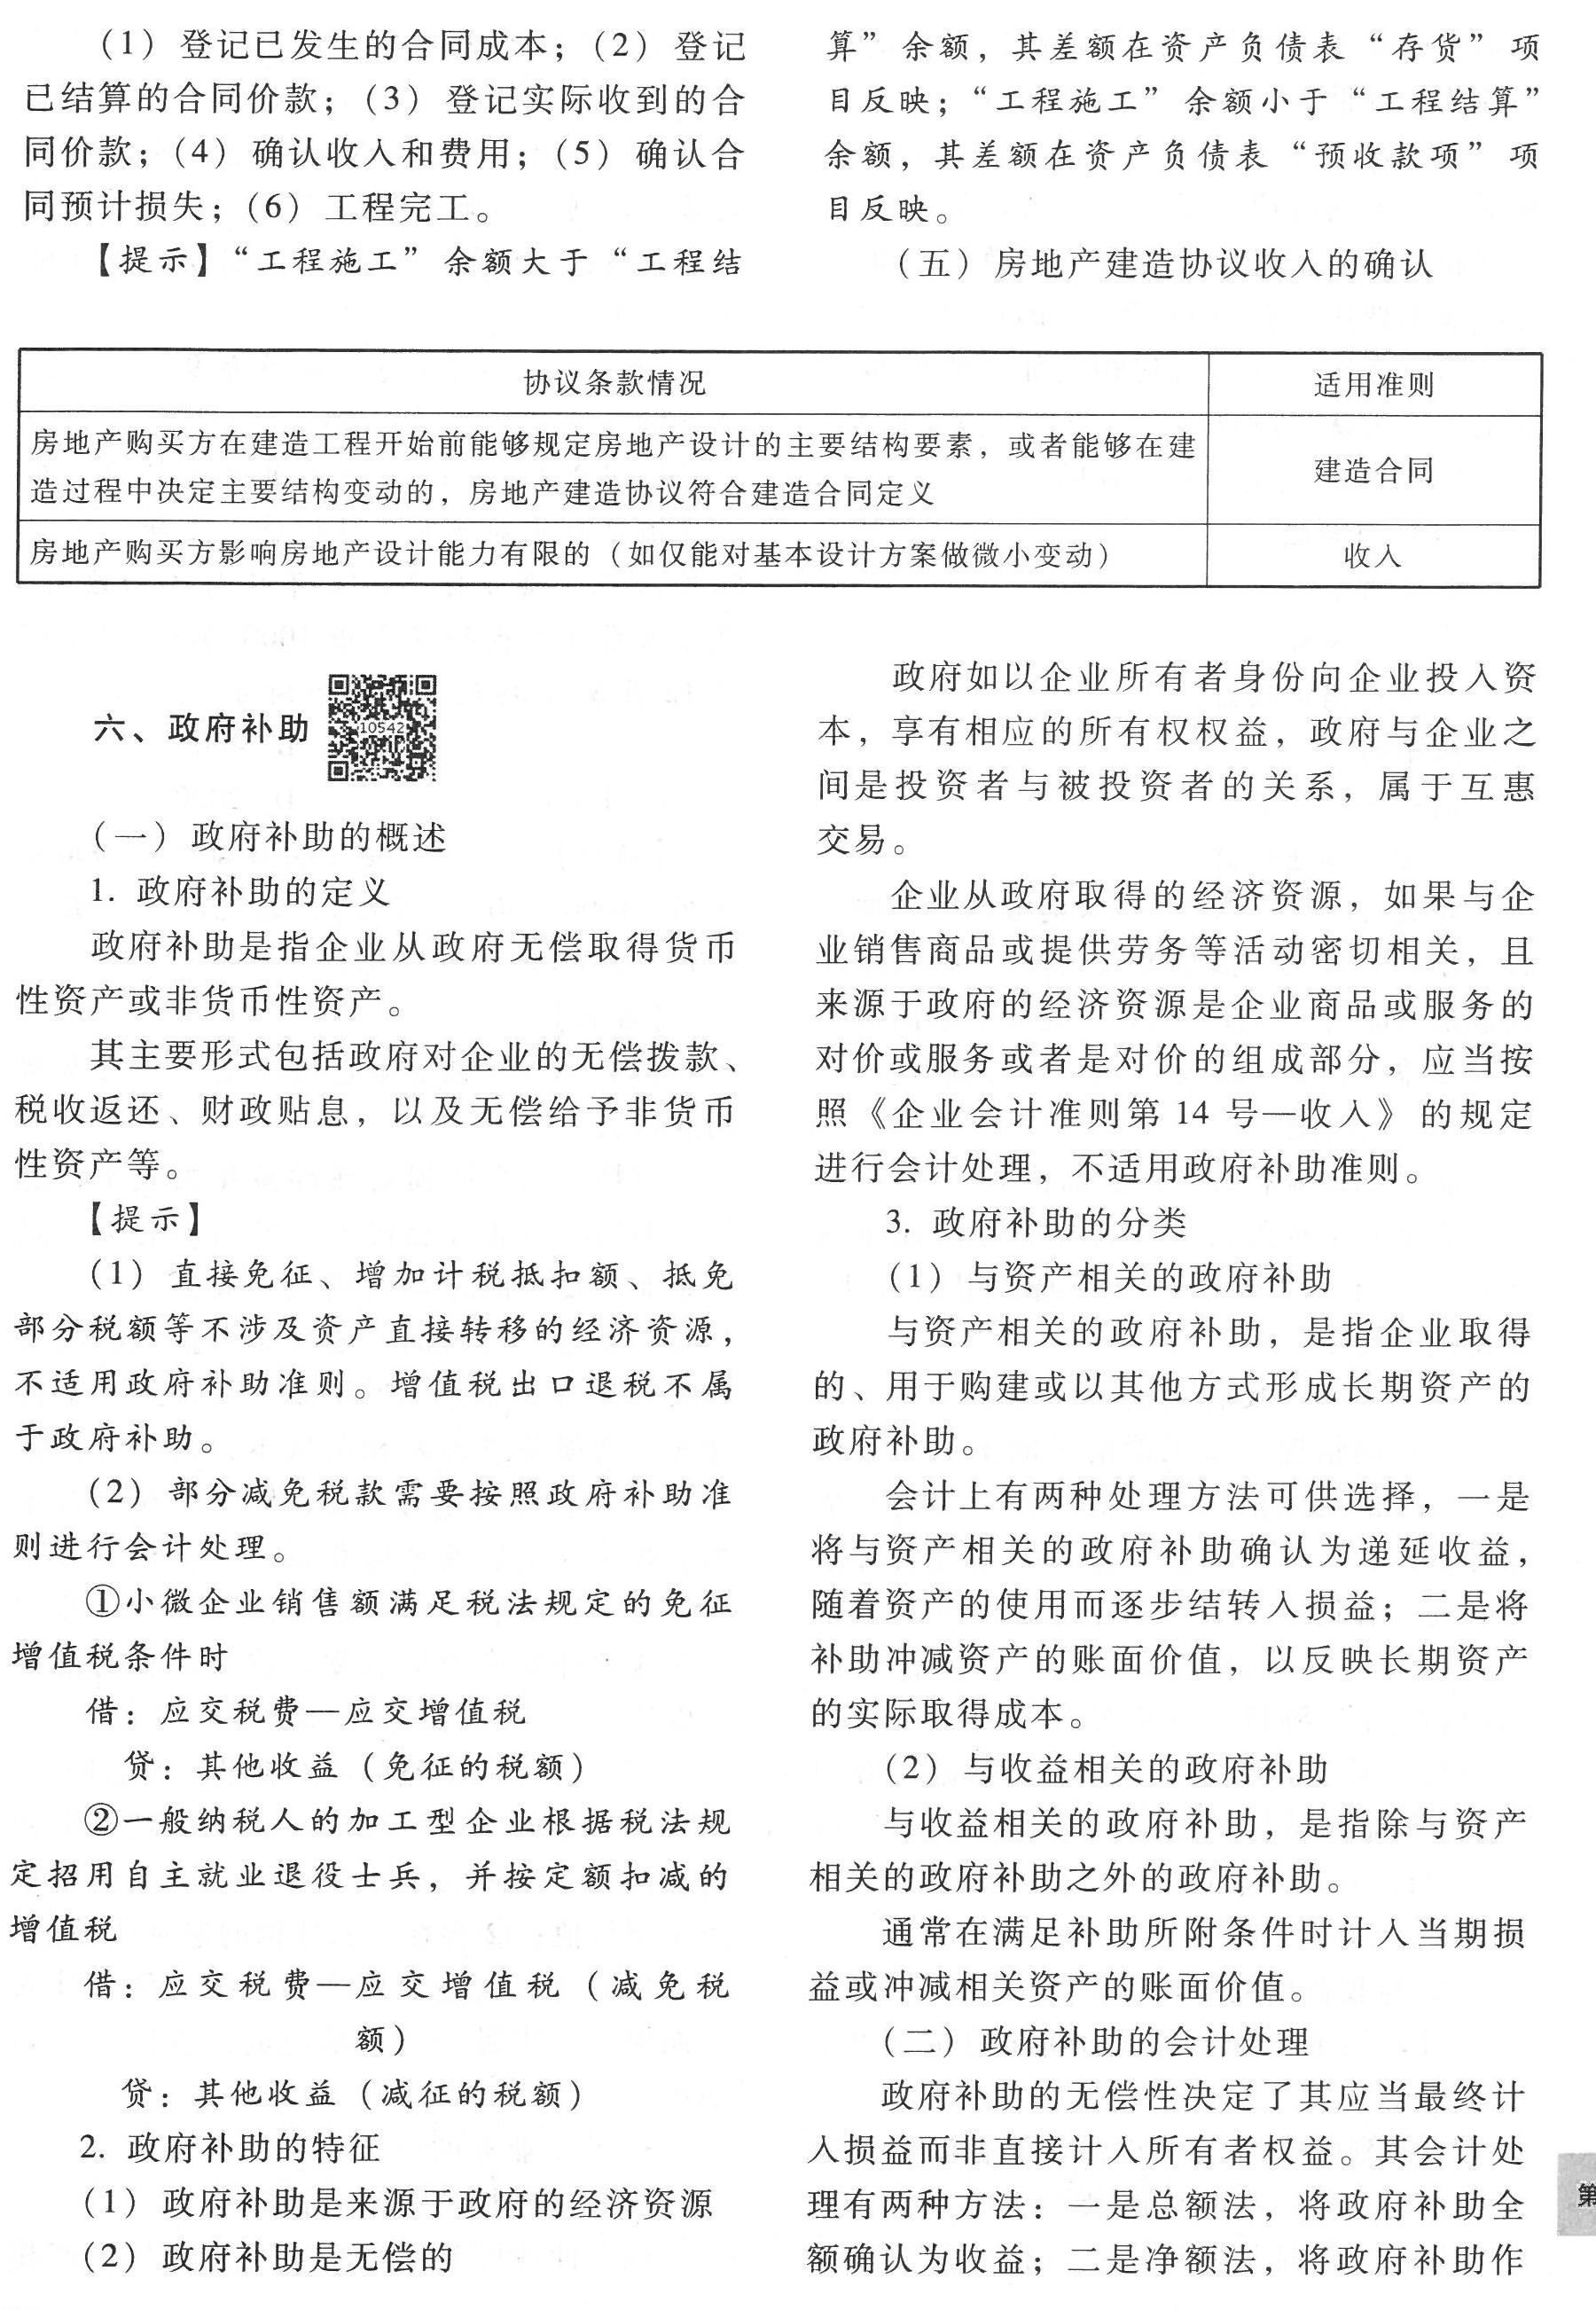 （1）登记已发生的合同成本；（2）登记
已结算的合同价款；（3）登记实际收到的合
同价款；（4）确认收入和费用；（5）确认合
同预计损失；（6）工程完工。
【提示】“工程施工”余额大于“工程结
算”余额，其差额在资产负债表“存货”项
目反映；“工程施工”余额小于“工程结算”
余额，其差额在资产负债表“预收款项”项
目反映。
（五）房地产建造协议收入的确认
协议条款情况
适用准则
房地产购买方在建造工程开始前能够规定房地产设计的主要结构要素，或者能够在建
造过程中决定主要结构变动的，房地产建造协议符合建造合同定义
建造合同
房地产购买方影响房地产设计能力有限的（如仅能对基本设计方案做微小变动）
收入
六、政府补助
10542
（一）政府补助的概述
1. 政府补助的定义
政府补助是指企业从政府无偿取得货币
性资产或非货币性资产。
其主要形式包括政府对企业的无偿拨款、
税收返还、财政贴息，以及无偿给予非货币
性资产等。
【提示】
（1）直接免征、增加计税抵扣额、抵免
部分税额等不涉及资产直接转移的经济资源，
不适用政府补助准则。增值税出口退税不属
于政府补助。
（2）部分减免税款需要按照政府补助准
则进行会计处理。
①小微企业销售额满足税法规定的免征
增值税条件时
借：应交税费—应交增值税
贷：其他收益（免征的税额）
②一般纳税人的加工型企业根据税法规
定招用自主就业退役士兵，并按定额扣减的
增值税
借：应交税费—应交增值税（减免税
额）
贷：其他收益（减征的税额）
2. 政府补助的特征
（1）政府补助是来源于政府的经济资源
（2）政府补助是无偿的
政府如以企业所有者身份向企业投入资
本，享有相应的所有权权益，政府与企业之
间是投资者与被投资者的关系，属于互惠
交易。
企业从政府取得的经济资源，如果与企
业销售商品或提供劳务等活动密切相关，且
来源于政府的经济资源是企业商品或服务的
对价或服务或者是对价的组成部分，应当按
照《企业会计准则第 14 号—收入》的规定
进行会计处理，不适用政府补助准则。
3. 政府补助的分类
（1）与资产相关的政府补助
与资产相关的政府补助，是指企业取得
的、用于购建或以其他方式形成长期资产的
政府补助。
会计上有两种处理方法可供选择，一是
将与资产相关的政府补助确认为递延收益，
随着资产的使用而逐步结转入损益；二是将
补助冲减资产的账面价值，以反映长期资产
的实际取得成本。
（2）与收益相关的政府补助
与收益相关的政府补助，是指除与资产
相关的政府补助之外的政府补助。
通常在满足补助所附条件时计入当期损
益或冲减相关资产的账面价值。
（二）政府补助的会计处理
政府补助的无偿性决定了其应当最终计
入损益而非直接计入所有者权益。其会计处
理有两种方法：一是总额法，将政府补助全
额确认为收益；二是净额法，将政府补助作
第